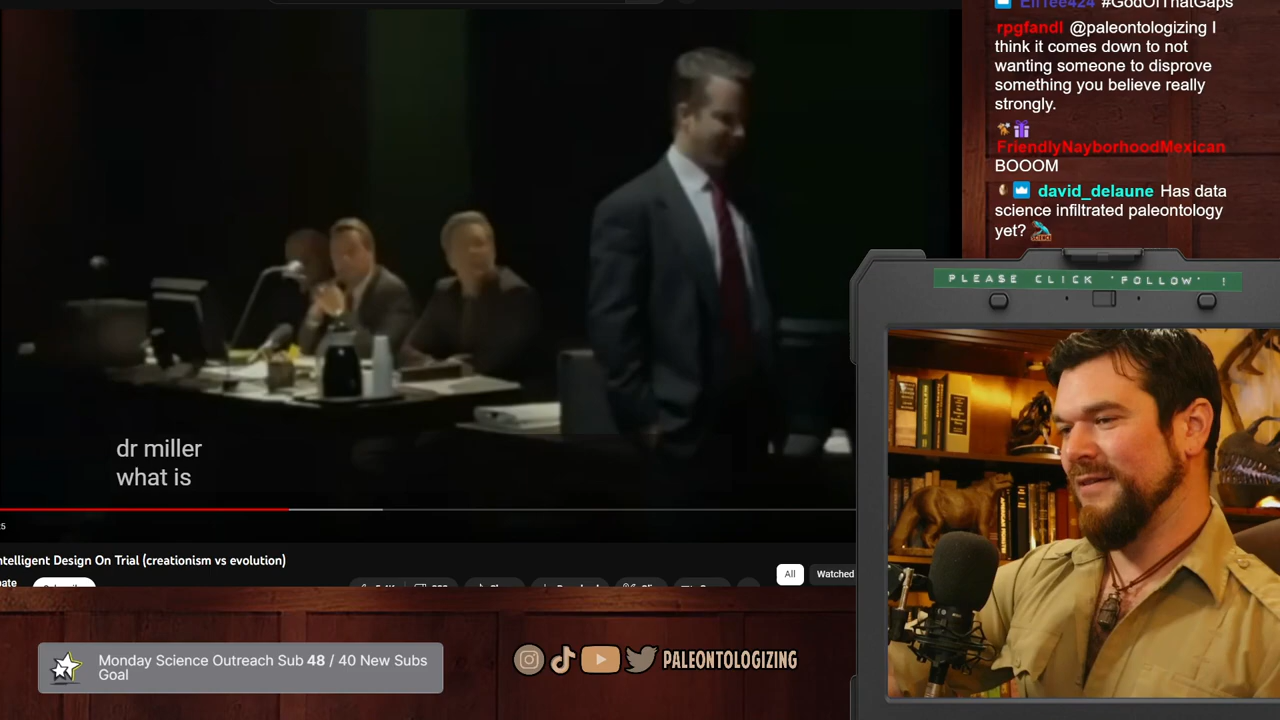 EllTee424 #GodOfThatGaps
rpgfandl @paleontologizing I
think it comes down to not
wanting someone to disprove
something you believe really
strongly.
FriendlyNayborhoodMexican
BOOOM
david_delaune Has data
science infiltrated paleontology
yet?
PLEASE CLICK 'FOLLOW' !
dr miller
what is
ntelligent Design On Trial (creationism vs evolution)
All
Watched
Monday Science Outreach Sub 48 / 40 New Subs
Goal
PALEONTOLOGIZING